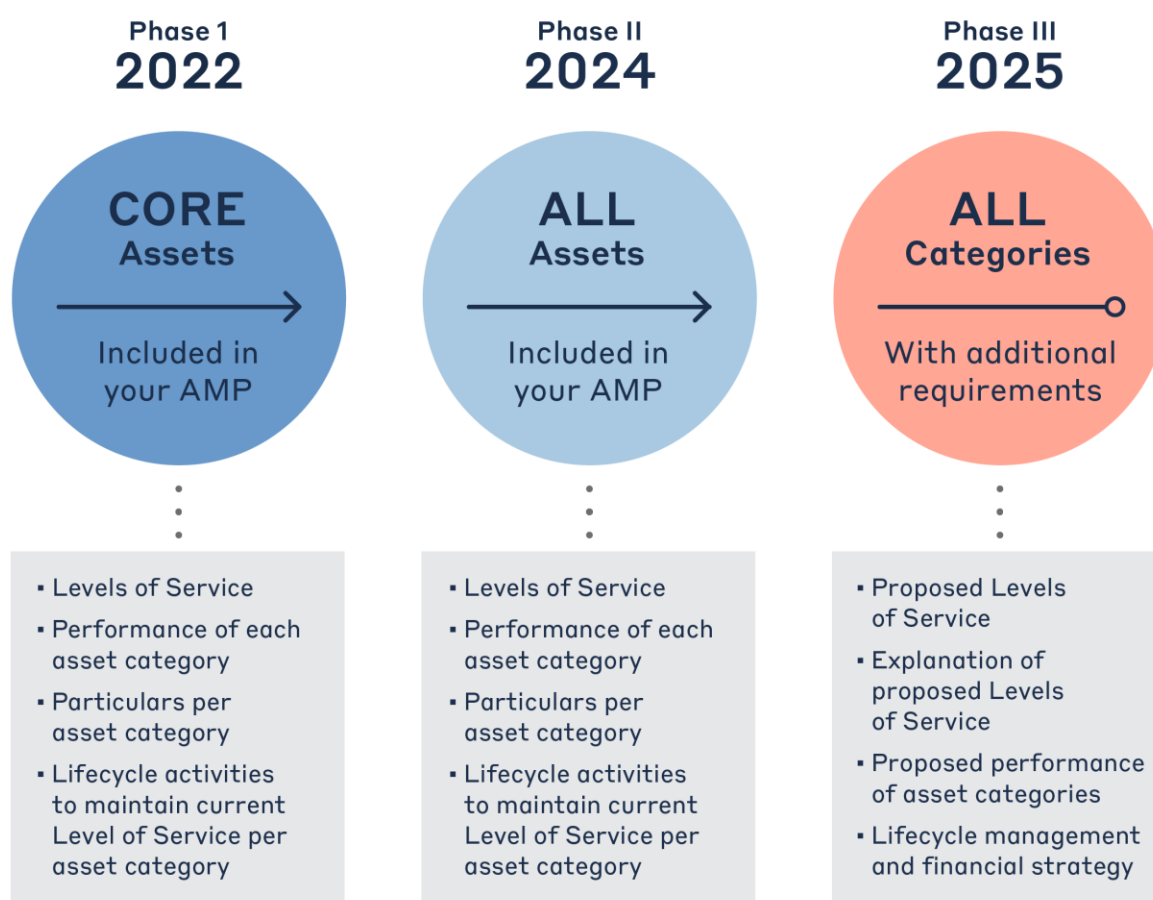 Phase 1
2022
CORE
Assets
Included in
your AMP
▪ Levels of Service
▪ Performance of each
asset category
▪ Particulars per
asset category
▪ Lifecycle activities
to maintain current
Level of Service per
asset category
Phase II
2024
ALL
Assets
Included in
your AMP
▪ Levels of Service
▪ Performance of each
asset category
▪ Particulars per
asset category
▪ Lifecycle activities
to maintain current
Level of Service per
asset category
Phase III
2025
ALL
Categories
With additional
requirements
▪ Proposed Levels
of Service
▪ Explanation of
proposed Levels
of Service
▪ Proposed performance
of asset categories
▪ Lifecycle management
and financial strategy